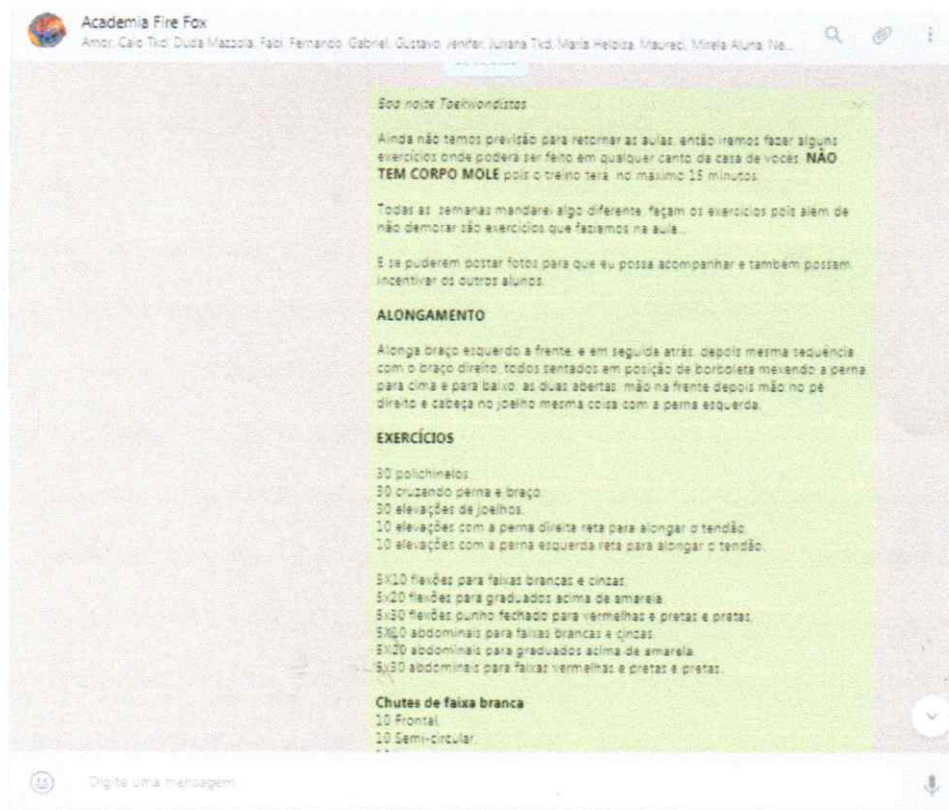 Academia Fire Fox
Amor, Caio Tkd, Duda Mazzola, Fabi, Fernando, Gabriel, Gustavo, Jenifer, Juliana Tkd, Maria Heloisa, Maureci, Mirela Aluna, Ne...
Boa noite Taekwondistas
Ainda não temos previsão para retornar as aulas, então iremos fazer alguns
exercícios onde podera ser feito em qualquer canto da casa de vocês. NÃO
TEM CORPO MOLE pois o treino tera no maximo 15 minutos.
Todas as semanas mandarei algo diferente, façam os exercicios pois alem de
não demorar são exercicios que faziamos na aula...
E se puderem postar fotos para que eu possa acompanhar e também possam
incentivar os outros alunos.
ALONGAMENTO
Alonga braço esquerdo a frente, e em seguida atrás, depois mesma sequência
com o braço direito, todos sentados em posição de borboleta mexendo a perna
para cima e para baixo, as duas abertas, mão na frente depois mão no pé
direito e cabeça no joelho mesma coisa com a perna esquerda.
EXERCÍCIOS
30 polichinelos.
30 cruzando perna e braço.
30 elevações de joelhos.
10 elevações com a perna direita reta para alongar o tendão.
10 elevações com a perna esquerda reta para alongar o tendão.
5X10 flexões para faixas brancas e cinzas.
5x20 flexões para graduados acima de amarela.
5x30 flexões punho fechado para vermelhas e pretas e pratas.
5X10 abdominais para faixas brancas e cinzas.
5X20 abdominais para graduados acima de amarela.
5x30 abdominais para faixas vermelhas e pretas e pretas.
Chutes de faixa branca
10 Frontal.
10 Semi-circular.
Digite uma mensagem